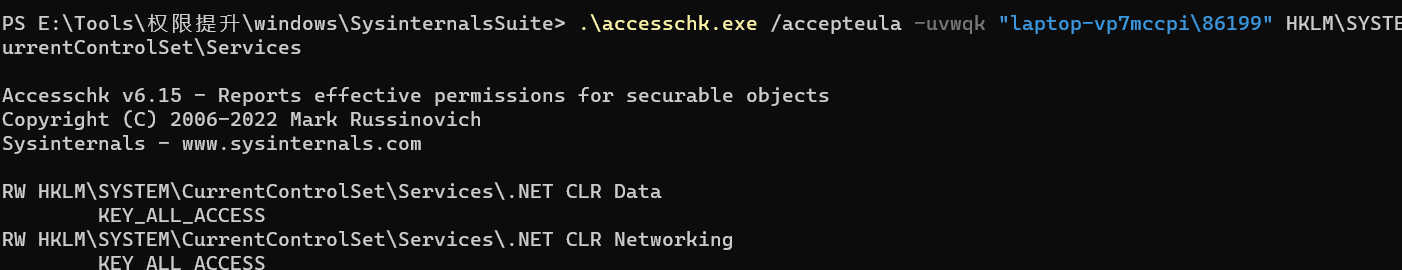 PS E:\Tools\权限提升\windows\SysinternalsSuite> .\accesschk.exe /accepteula -uvwqk "laptop-vp7mccpi\86199" HKLM\SYSTE
urrentControlSet\Services
Accesschk v6.15 - Reports effective permissions for securable objects
Copyright (C) 2006-2022 Mark Russinovich
Sysinternals - www.sysinternals.com
RW HKLM\SYSTEM\CurrentControlSet\Services\.NET CLR Data
KEY_ALL_ACCESS
RW HKLM\SYSTEM\CurrentControlSet\Services\.NET CLR Networking
KEY_ALL_ACCESS